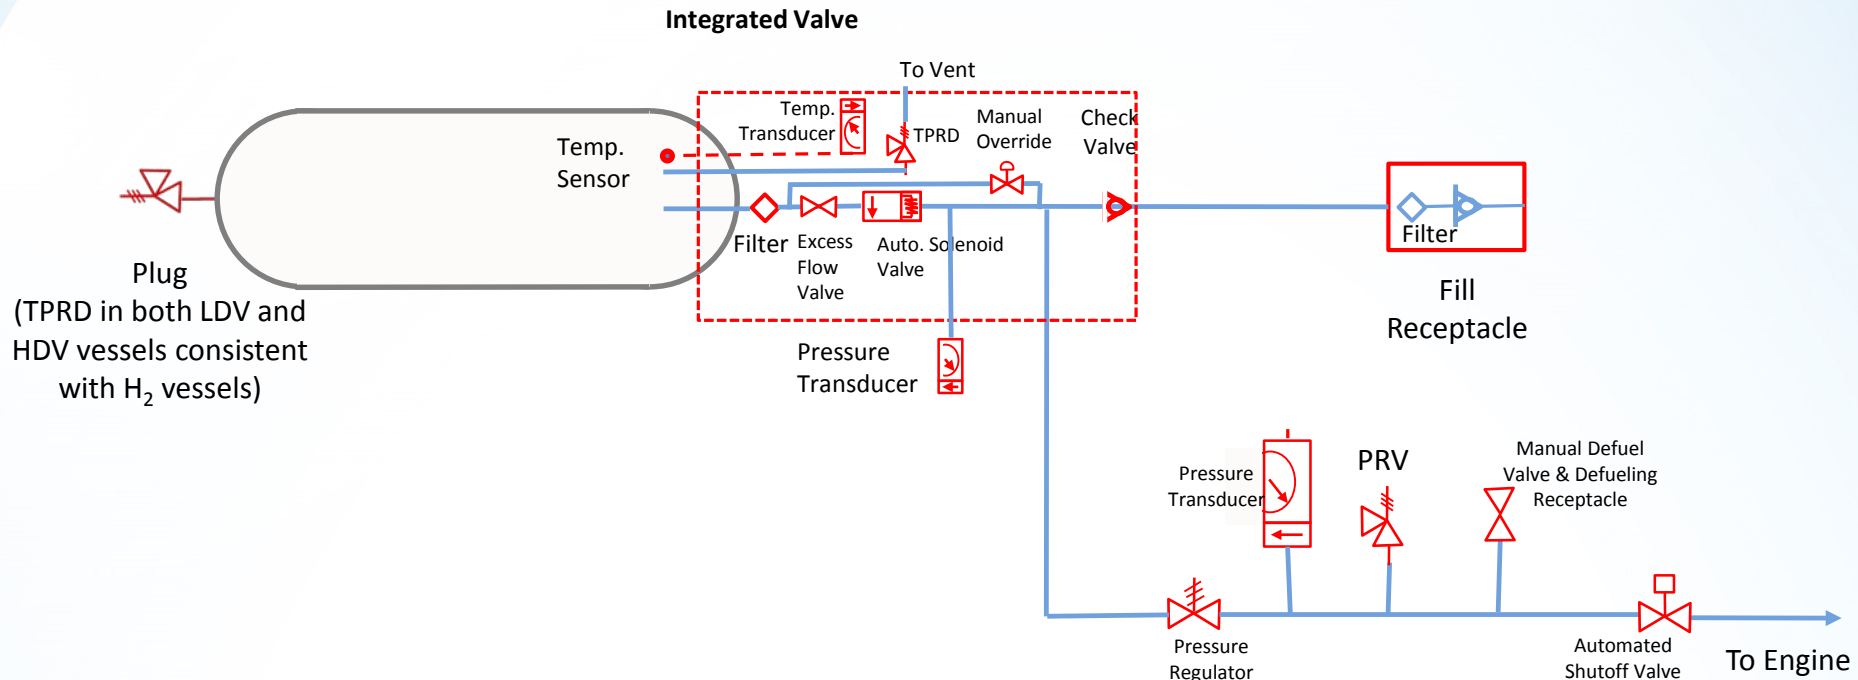 Integrated Valve
To Vent
Temp.
Transducer
TPRD
Manual
Override
Check
Valve
Temp.
Sensor
Filter
Excess
Flow
Valve
Auto. Solenoid
Valve
Filter
Fill
Receptacle
Plug
(TPRD in both LDV and
HDV vessels consistent
with H₂ vessels)
Pressure
Transducer
Pressure
Transducer
PRV
Manual Defuel
Valve & Defueling
Receptacle
Pressure
Regulator
Automated
Shutoff Valve
To Engine